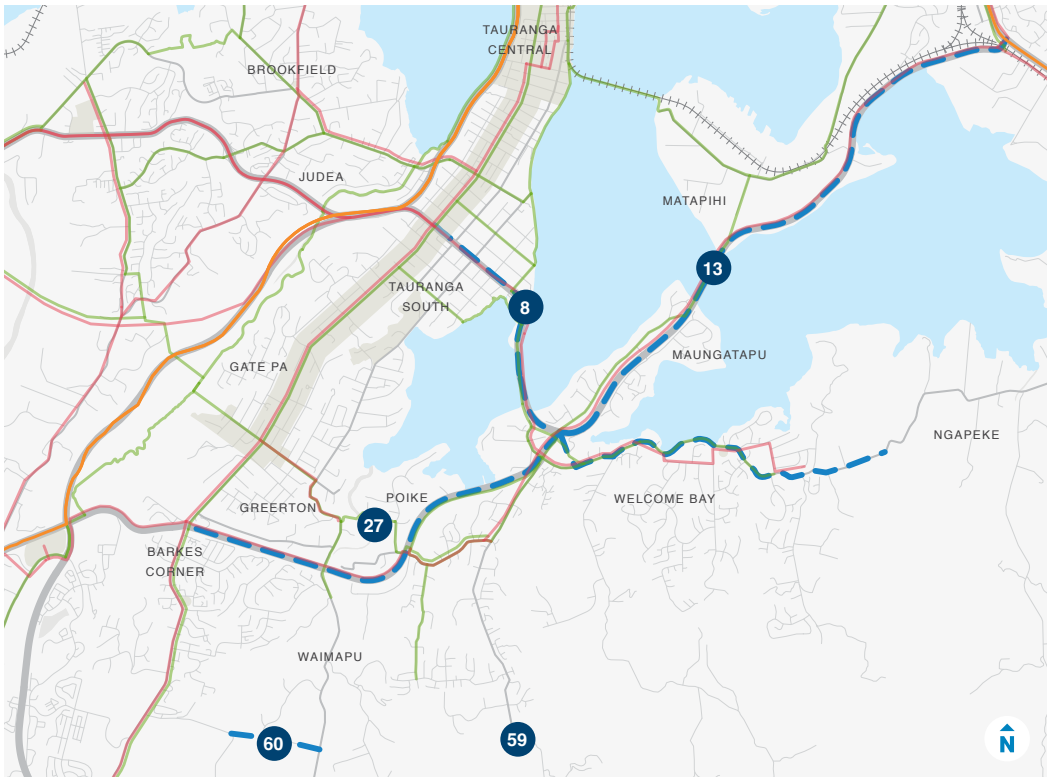 TAURANGA
CENTRAL
BROOKFIELD
JUDEA
MATAPIHI
13
TAURANGA
SOUTH
8
MAUNGATAPU
GATE PA
NGAPEKE
POIKE
WELCOME BAY
GREERTON
27
BARKES
CORNER
WAIMAPU
60
59
N